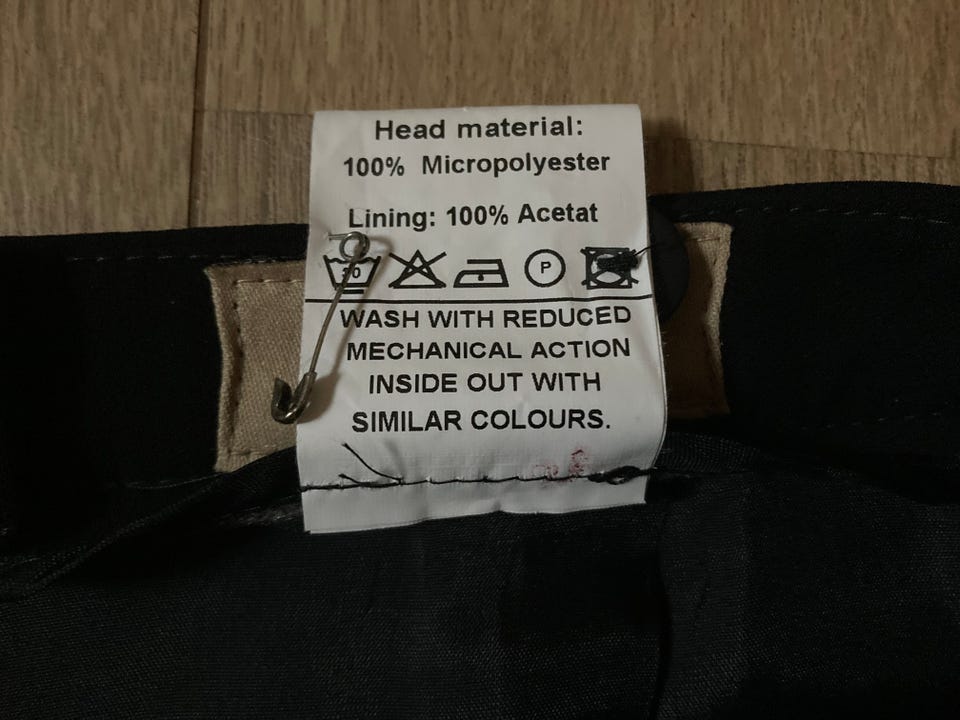 Head material:
100% Micropolyester
Lining: 100% Acetat
30 P
WASH WITH REDUCED
MECHANICAL ACTION
INSIDE OUT WITH
SIMILAR COLOURS.